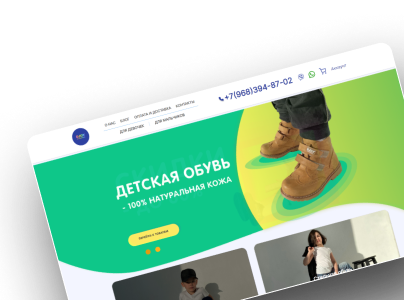 О НАС БЛОГ ОПЛАТА И ДОСТАВКА КОНТАКТЫ
ДЛЯ ДЕВОЧЕК ДЛЯ МАЛЬЧИКОВ
+7(968)394-87-02
Аккаунт
ДЕТСКАЯ ОБУВЬ
- 100% НАТУРАЛЬНАЯ КОЖА